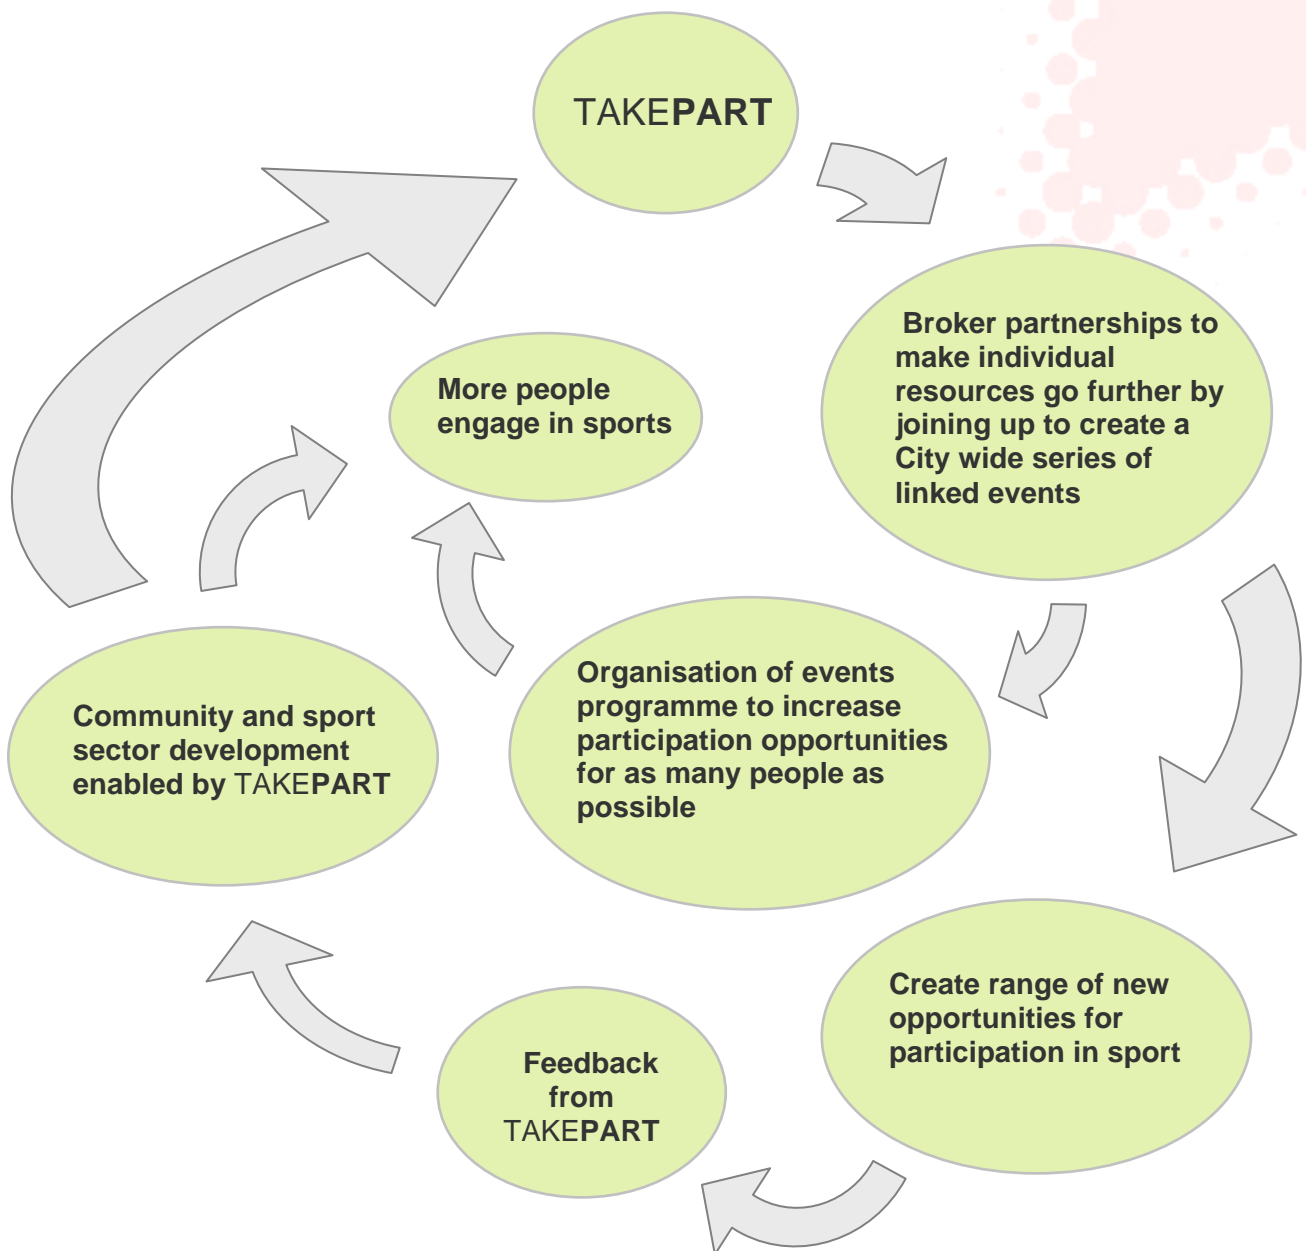 TAKEPART
Broker partnerships to
make individual
resources go further by
joining up to create a
City wide series of
linked events
More people
engage in sports
Organisation of events
programme to increase
participation opportunities
for as many people as
possible
Community and sport
sector development
enabled by TAKEPART
Create range of new
opportunities for
participation in sport
Feedback
from
TAKEPART